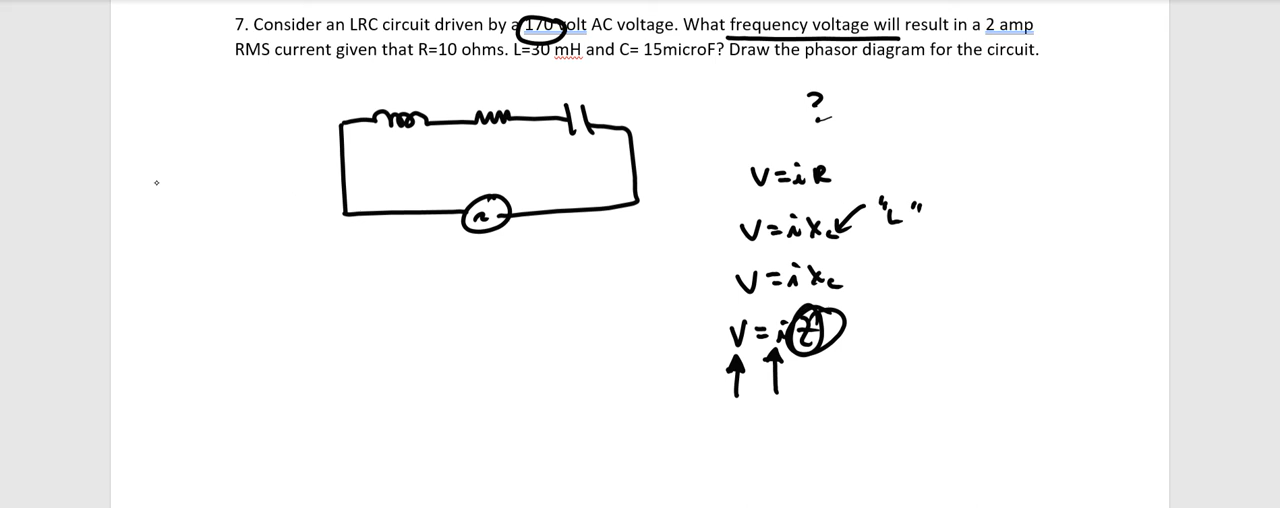 7. Consider an LRC circuit driven by a 170 volt AC voltage. What frequency voltage will result in a 2 amp
RMS current given that R=10 ohms. L=30 mH and C= 15microF? Draw the phasor diagram for the circuit.
?
V=iR
V=iX_L "L"
V=iX_C
V=iZ
~